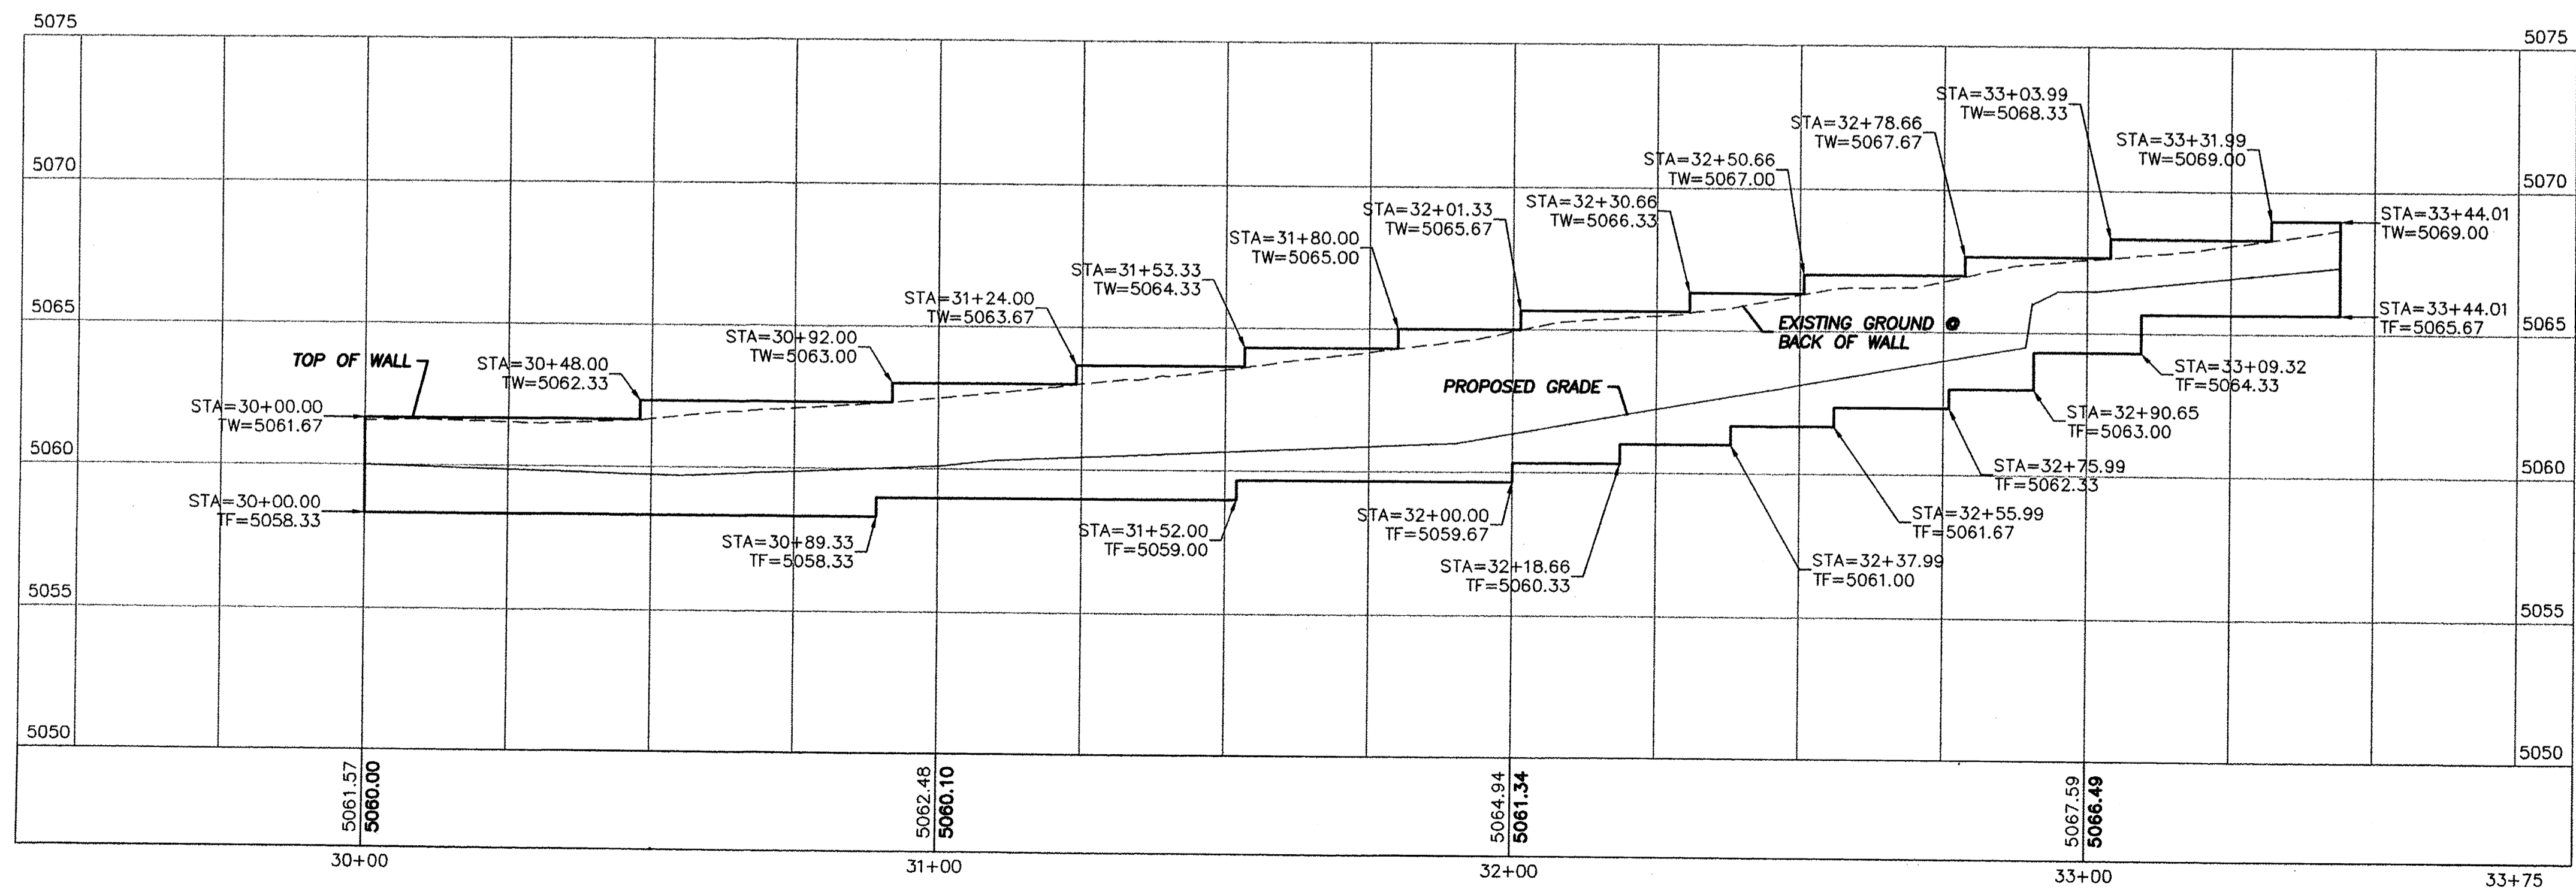 5075
5075
STA=33+03.99
TW=5068.33
STA=32+78.66
TW=5067.67
STA=33+31.99
TW=5069.00
STA=32+50.66
TW=5067.00
5070
5070
STA=32+30.66
TW=5066.33
STA=32+01.33
TW=5065.67
STA=33+44.01
TW=5069.00
STA=31+80.00
TW=5065.00
STA=31+53.33
TW=5064.33
STA=31+24.00
TW=5063.67
5065
5065
STA=33+44.01
TF=5065.67
EXISTING GROUND @
BACK OF WALL
STA=30+92.00
TW=5063.00
TOP OF WALL
STA=30+48.00
TW=5062.33
STA=33+09.32
TF=5064.33
PROPOSED GRADE
STA=30+00.00
TW=5061.67
STA=32+90.65
TF=5063.00
5060
5060
STA=32+75.99
TF=5062.33
STA=30+00.00
TF=5058.33
STA=32+00.00
TF=5059.67
STA=32+55.99
TF=5061.67
STA=31+52.00
TF=5059.00
STA=30+89.33
TF=5058.33
STA=32+18.66
TF=5060.33
STA=32+37.99
TF=5061.00
5055
5055
5050
5050
5061.57
5060.00
5062.48
5060.10
5064.94
5061.34
5067.59
5066.49
30+00
31+00
32+00
33+00
33+75